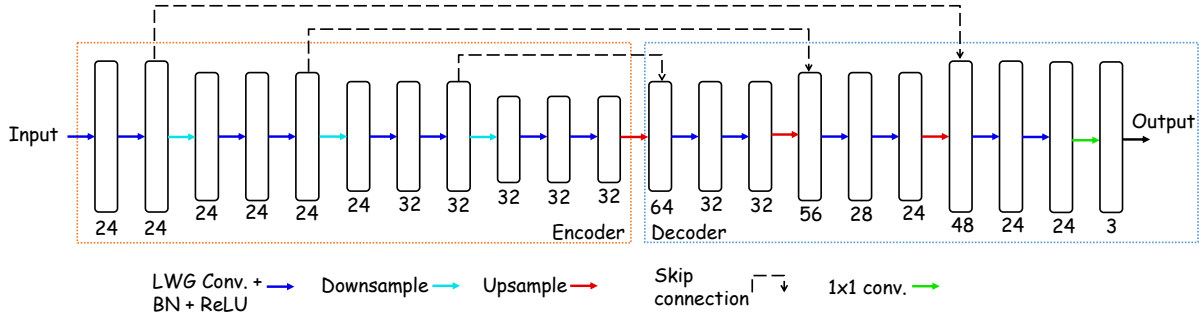 Input
Output
24 24 24 24 24 24 32 32 32 32 32 64 32 32 56 28 24 48 24 24 3
Encoder
Decoder
LWG Conv. +
BN + ReLU
Downsample
Upsample
Skip
connection
1x1 conv.